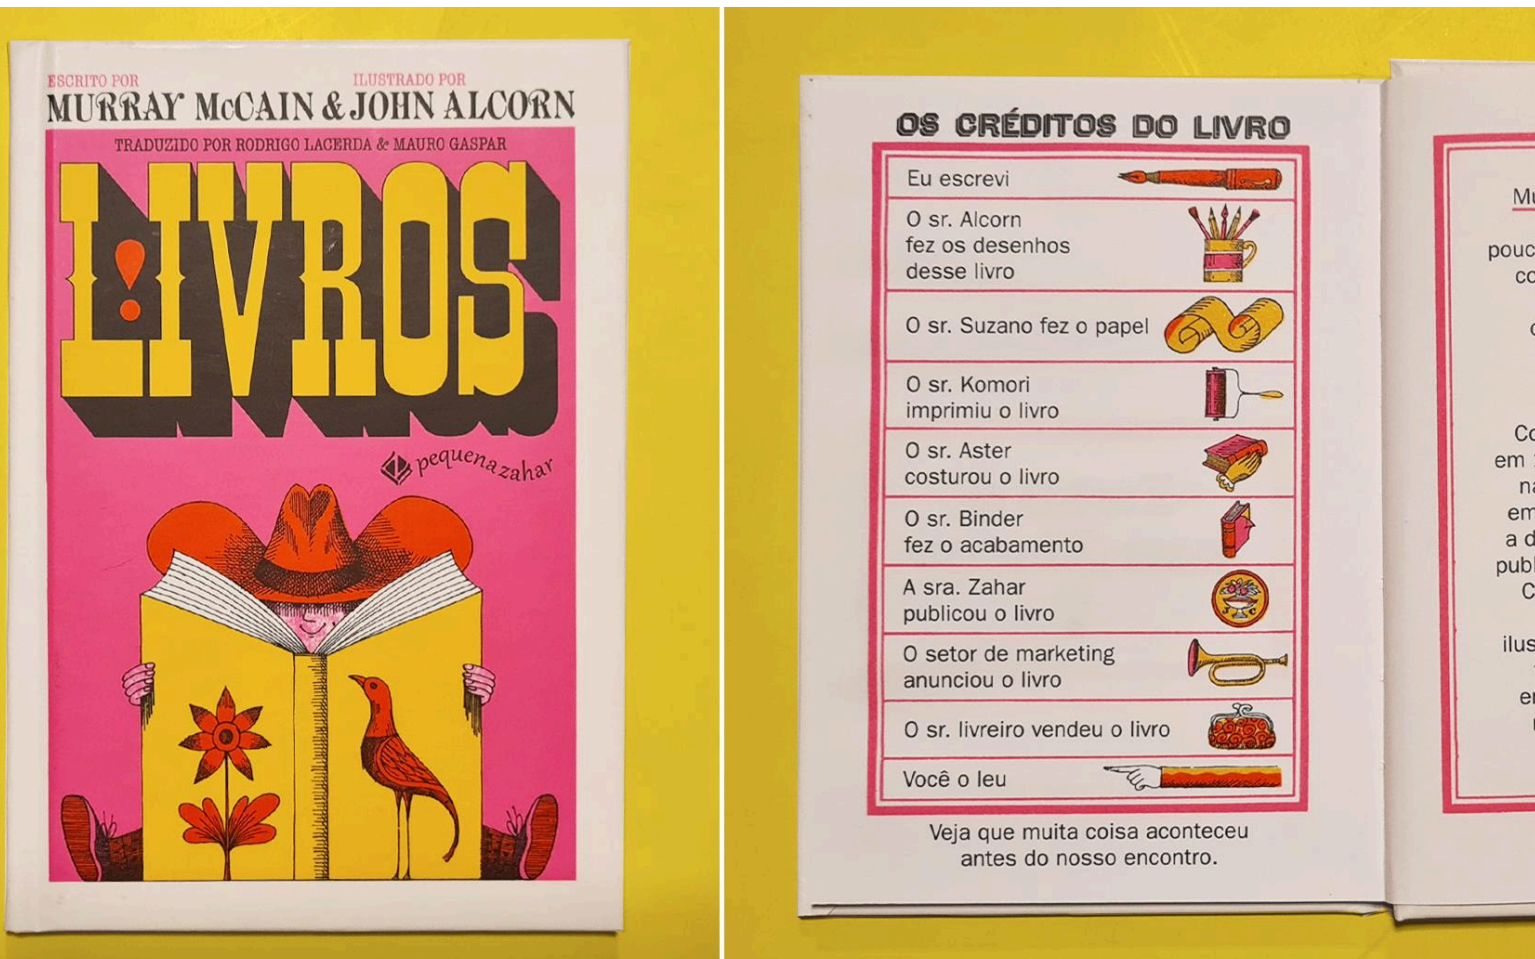 ESCRITO POR ILUSTRADO POR
MURRAY McCAIN & JOHN ALCORN
TRADUZIDO POR RODRIGO LACERDA & MAURO GASPAR
L!IVROS
pequenazahar
OS CRÉDITOS DO LIVRO
Eu escrevi
O sr. Alcorn
fez os desenhos
desse livro
O sr. Suzano fez o papel
O sr. Komori
imprimiu o livro
O sr. Aster
costurou o livro
O sr. Binder
fez o acabamento
A sra. Zahar
publicou o livro
O setor de marketing
anunciou o livro
O sr. livreiro vendeu o livro
Você o leu
Veja que muita coisa aconteceu
antes do nosso encontro.
em